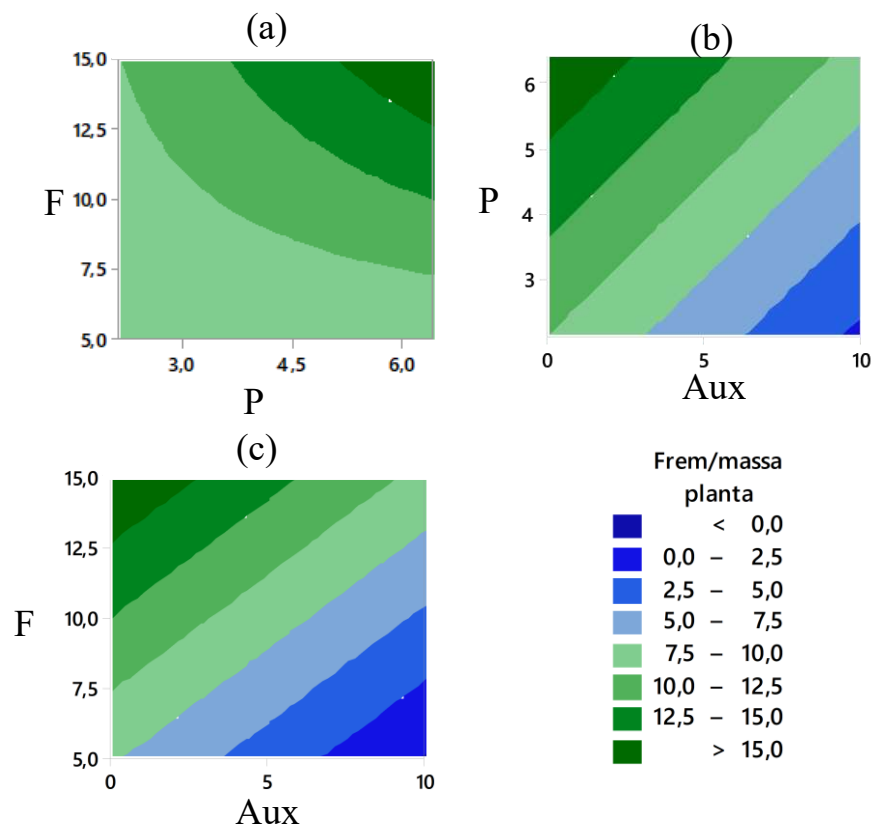 (a)
15,0
12,5
F 10,0
7,5
5,0
3,0 4,5 6,0
P
(b)
6
5
P
4
3
0 5 10
Aux
(c)
15,0
12,5
F 10,0
7,5
5,0
0 5 10
Aux
Frem/massa
planta
< 0,0
0,0 – 2,5
2,5 – 5,0
5,0 – 7,5
7,5 – 10,0
10,0 – 12,5
12,5 – 15,0
> 15,0